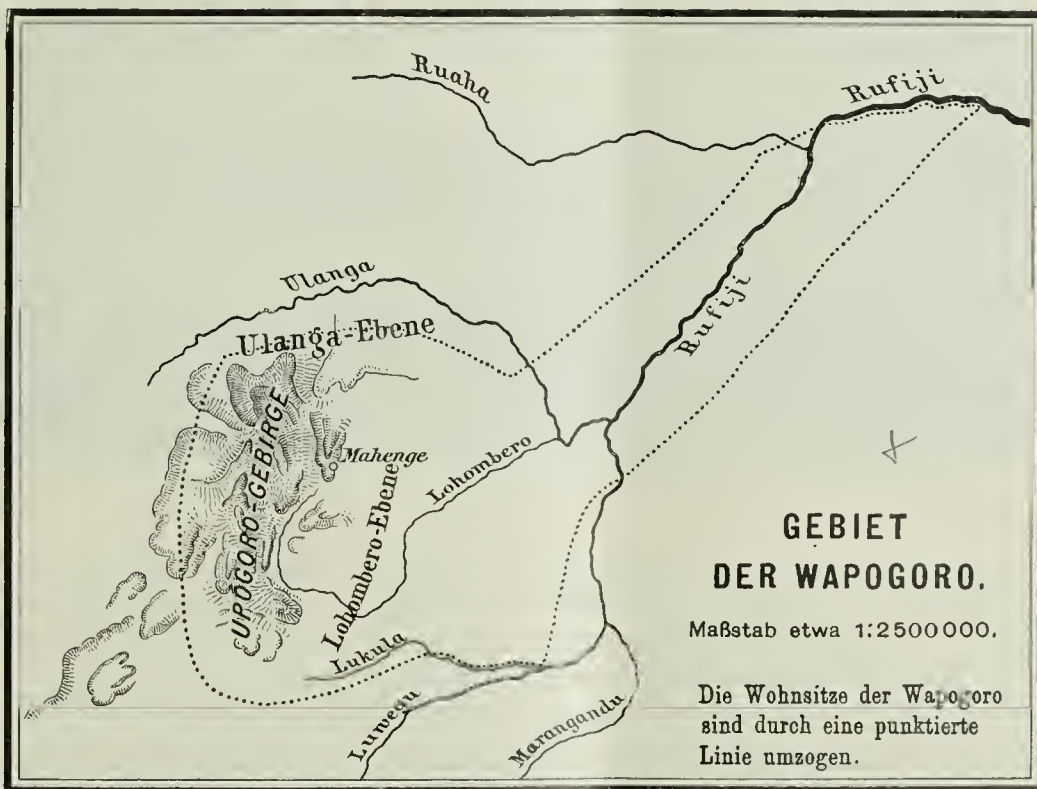 Ruaha
Rufiji
Ulanga
Ulanga-Ebene
Rufiji
UPOGORO-GEBIRGE
Mahenge
Lohombero
Lohombero-Ebene
Lukula
Luwegu
Marangandu
GEBIET
DER WAPOGORO.
Maßstab etwa 1:2500000.
Die Wohnsitze der Wapogoro
sind durch eine punktierte
Linie umzogen.